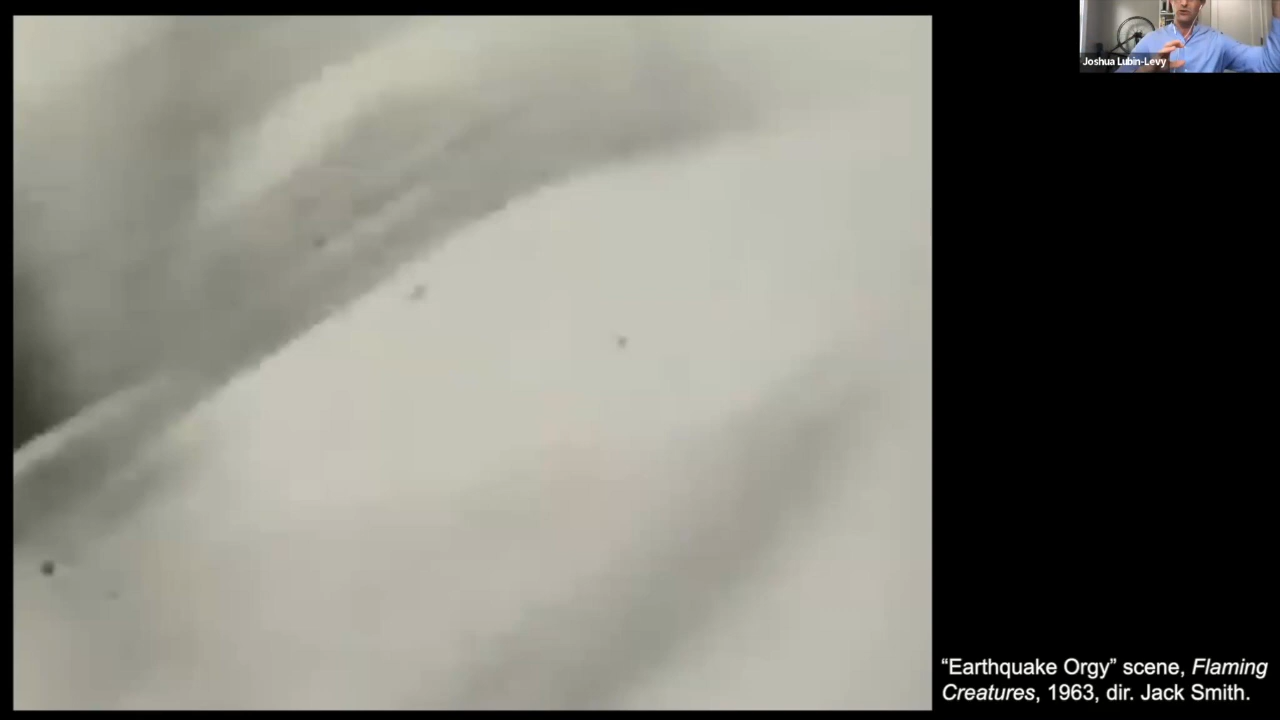 Joshua Lubin-Levy
“Earthquake Orgy” scene, Flaming
Creatures, 1963, dir. Jack Smith.